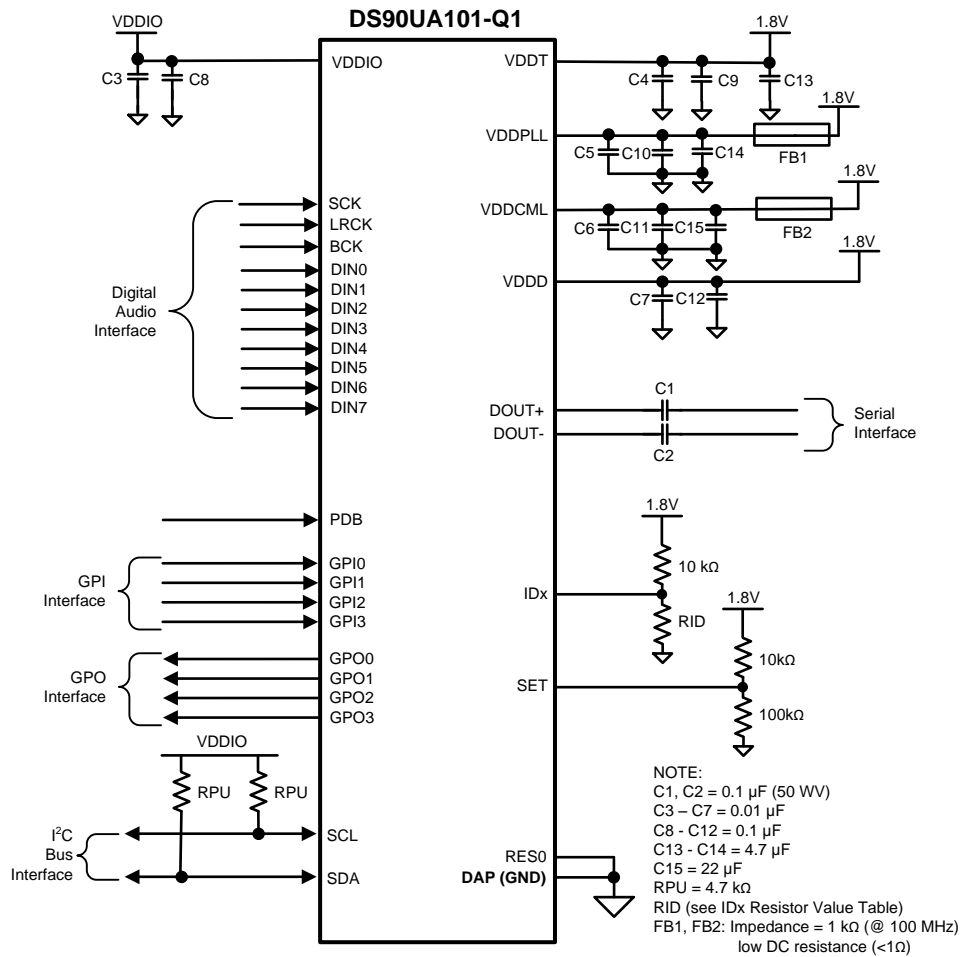 DS90UA101-Q1
VDDIO
C3
C8
VDDIO
VDDT
1.8V
C4
C9
C13
VDDPLL
1.8V
C5
C10
C14
FB1
VDDCML
1.8V
C6
C11
C15
FB2
VDDD
1.8V
C7
C12
Digital
Audio
Interface
SCK
LRCK
BCK
DIN0
DIN1
DIN2
DIN3
DIN4
DIN5
DIN6
DIN7
DOUT+
DOUT-
C1
C2
Serial
Interface
PDB
GPI
Interface
GPI0
GPI1
GPI2
GPI3
GPO
Interface
GPO0
GPO1
GPO2
GPO3
IDx
1.8V
10 kΩ
RID
SET
1.8V
10kΩ
100kΩ
VDDIO
RPU
RPU
I²C
Bus
Interface
SCL
SDA
RES0
DAP (GND)
NOTE:
C1, C2 = 0.1 µF (50 WV)
C3 – C7 = 0.01 µF
C8 - C12 = 0.1 µF
C13 - C14 = 4.7 µF
C15 = 22 µF
RPU = 4.7 kΩ
RID (see IDx Resistor Value Table)
FB1, FB2: Impedance = 1 kΩ (@ 100 MHz)
low DC resistance (<1Ω)